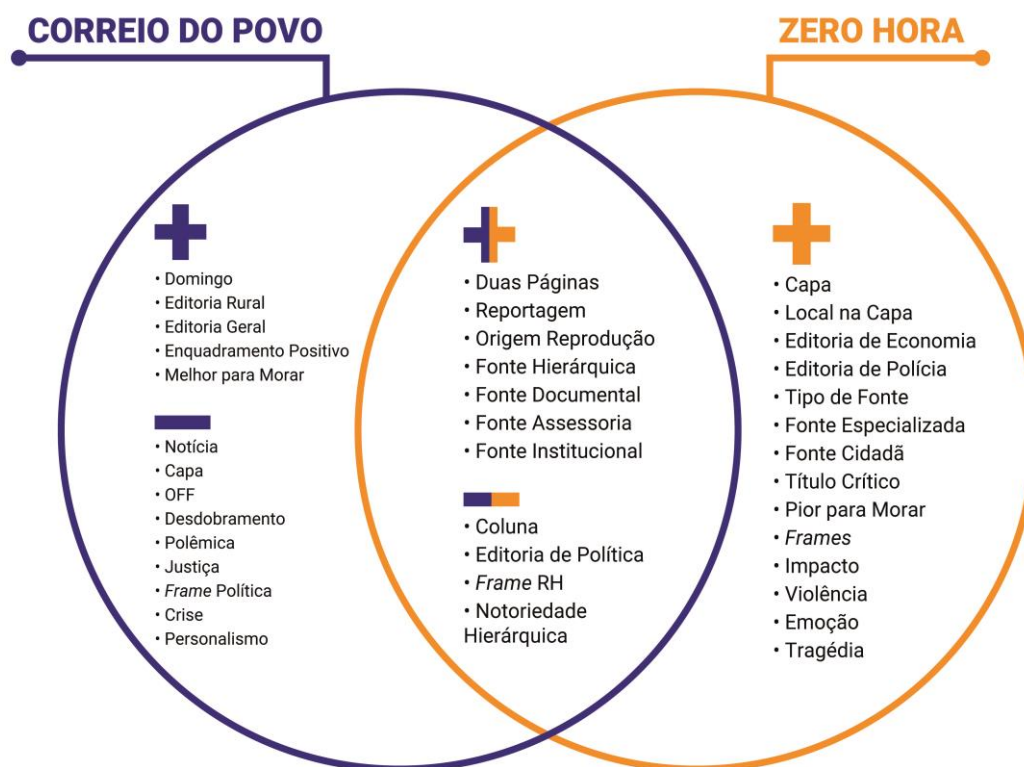 CORREIO DO POVO
ZERO HORA
• Domingo
• Editoria Rural
• Editoria Geral
• Enquadramento Positivo
• Melhor para Morar
• Notícia
• Capa
• OFF
• Desdobramento
• Polêmica
• Justiça
• Frame Política
• Crise
• Personalismo
• Duas Páginas
• Reportagem
• Origem Reprodução
• Fonte Hierárquica
• Fonte Documental
• Fonte Assessoria
• Fonte Institucional
• Coluna
• Editoria de Política
• Frame RH
• Notoriedade
Hierárquica
• Capa
• Local na Capa
• Editoria de Economia
• Editoria de Polícia
• Tipo de Fonte
• Fonte Especializada
• Fonte Cidadã
• Título Crítico
• Pior para Morar
• Frames
• Impacto
• Violência
• Emoção
• Tragédia